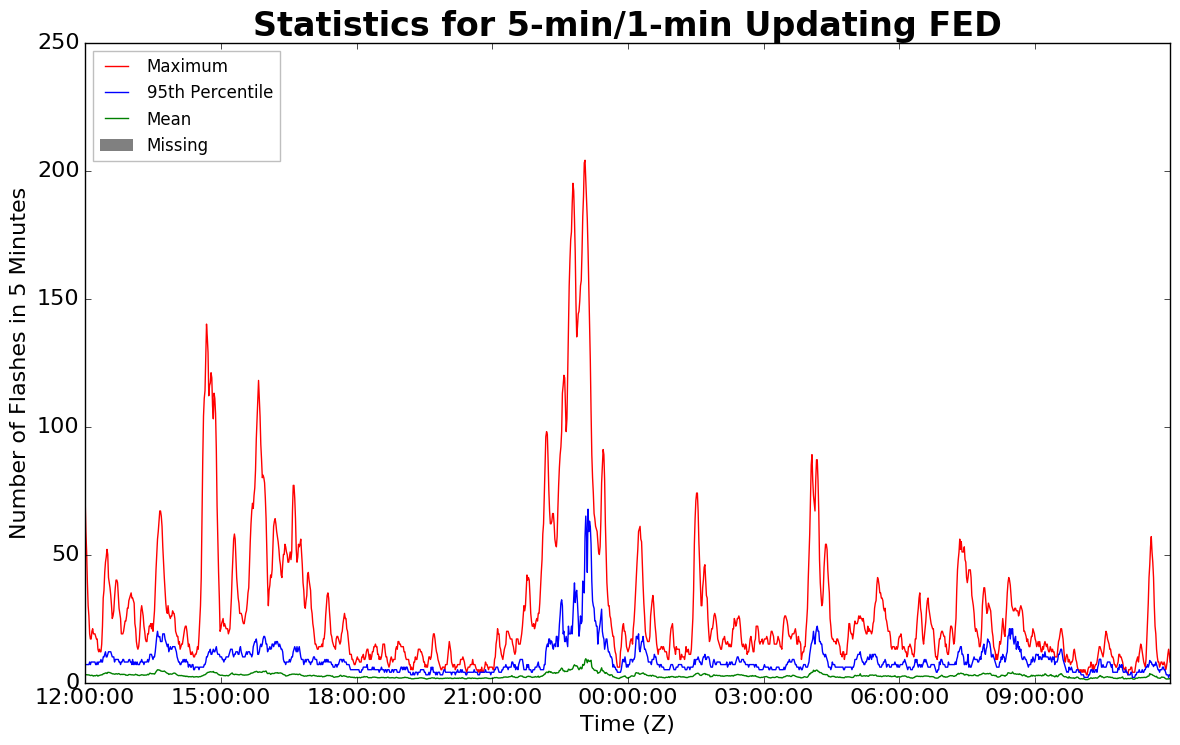 Statistics for 5-min/1-min Updating FED
Number of Flashes in 5 Minutes
250
200
150
100
50
0
Maximum
95th Percentile
Mean
Missing
12:00:00 15:00:00 18:00:00 21:00:00 00:00:00 03:00:00 06:00:00 09:00:00
Time (Z)